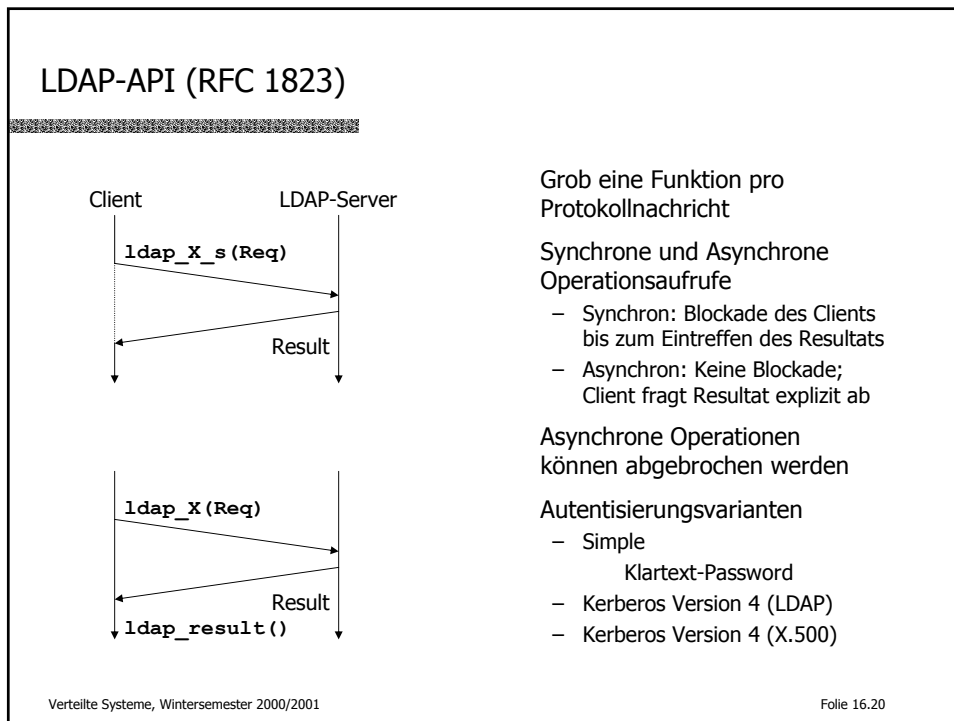 LDAP-API (RFC 1823)
Client
LDAP-Server
ldap_X_s(Req)
Result
ldap_X(Req)
Result
ldap_result()
Grob eine Funktion pro
Protokollnachricht
Synchrone und Asynchrone
Operationsaufrufe
– Synchron: Blockade des Clients
bis zum Eintreffen des Resultats
– Asynchron: Keine Blockade;
Client fragt Resultat explizit ab
Asynchrone Operationen
können abgebrochen werden
Autentisierungsvarianten
– Simple
Klartext-Password
– Kerberos Version 4 (LDAP)
– Kerberos Version 4 (X.500)
Verteilte Systeme, Wintersemester 2000/2001
Folie 16.20